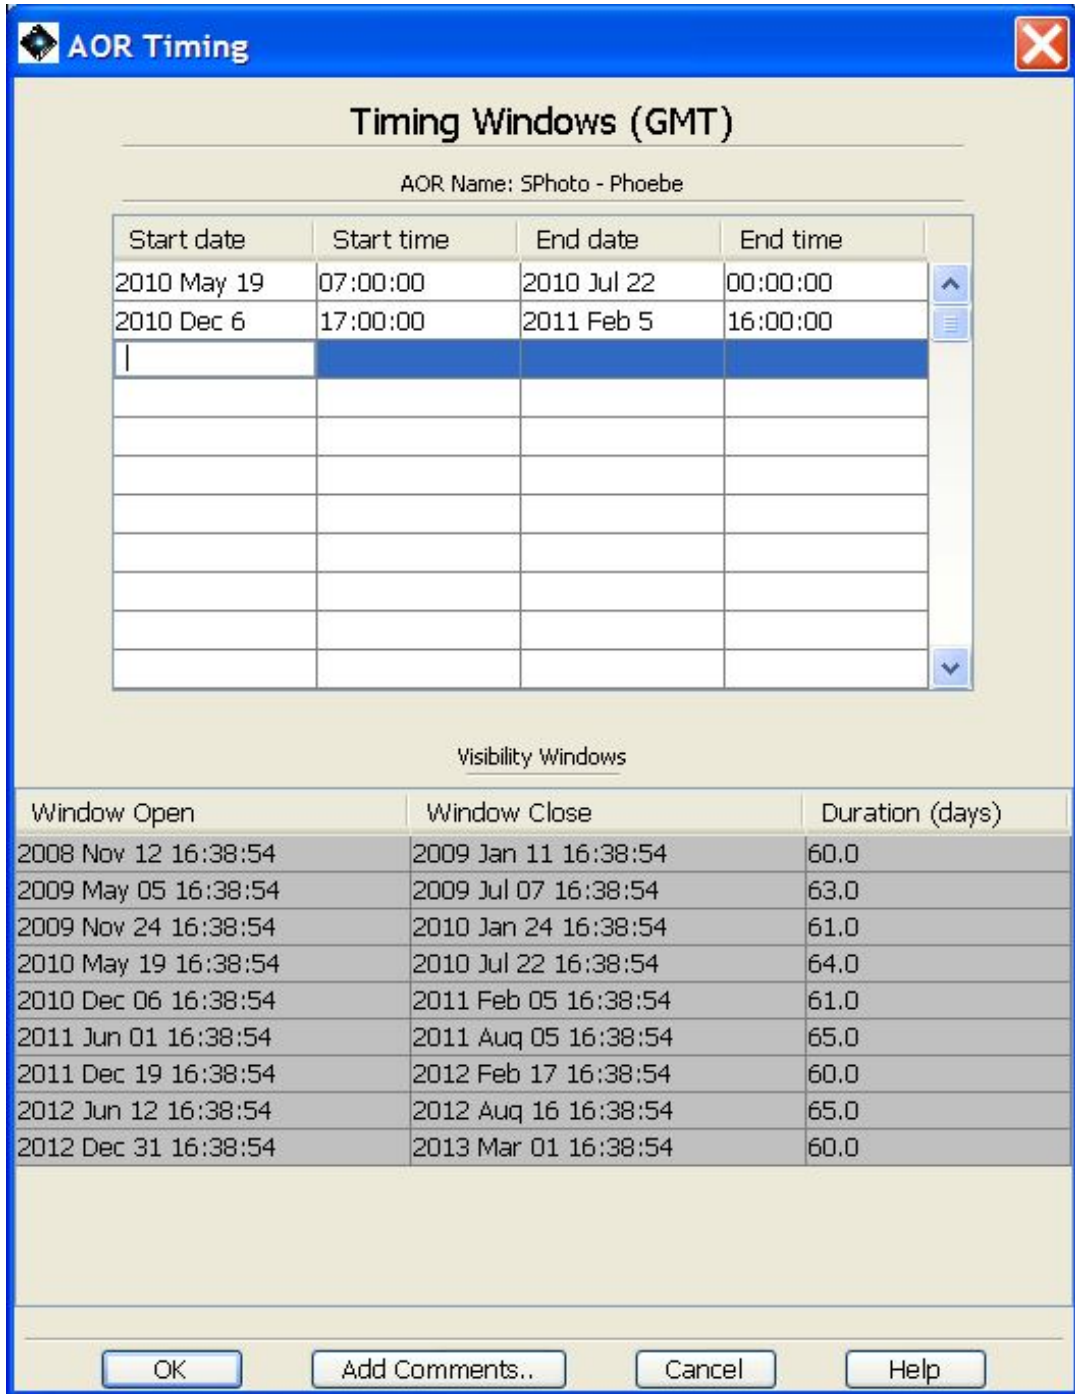 AOR Timing
Timing Windows (GMT)
AOR Name: SPhoto - Phoebe
Start date Start time End date End time
2010 May 19 07:00:00 2010 Jul 22 00:00:00
2010 Dec 6 17:00:00 2011 Feb 5 16:00:00
Visibility Windows
Window Open Window Close Duration (days)
2008 Nov 12 16:38:54 2009 Jan 11 16:38:54 60.0
2009 May 05 16:38:54 2009 Jul 07 16:38:54 63.0
2009 Nov 24 16:38:54 2010 Jan 24 16:38:54 61.0
2010 May 19 16:38:54 2010 Jul 22 16:38:54 64.0
2010 Dec 06 16:38:54 2011 Feb 05 16:38:54 61.0
2011 Jun 01 16:38:54 2011 Aug 05 16:38:54 65.0
2011 Dec 19 16:38:54 2012 Feb 17 16:38:54 60.0
2012 Jun 12 16:38:54 2012 Aug 16 16:38:54 65.0
2012 Dec 31 16:38:54 2013 Mar 01 16:38:54 60.0
OK Add Comments.. Cancel Help